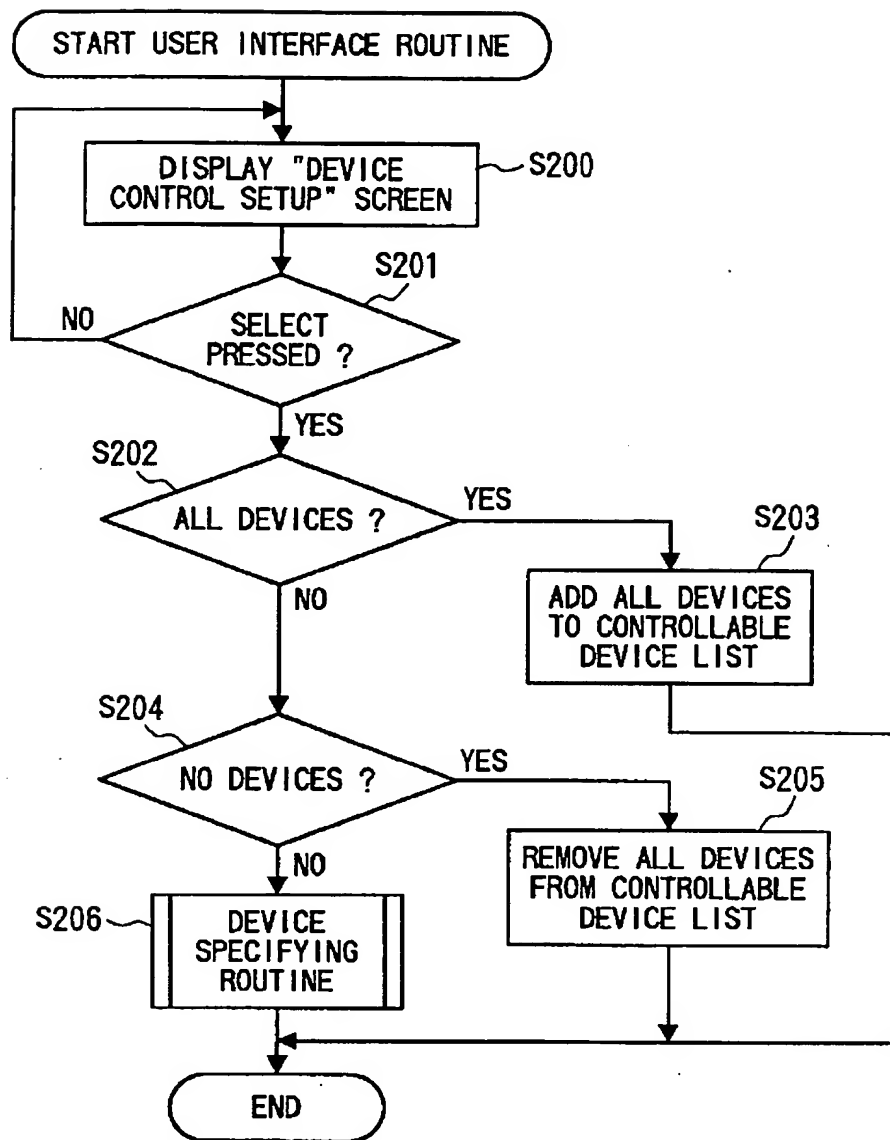 START USER INTERFACE ROUTINE
DISPLAY "DEVICE
CONTROL SETUP" SCREEN
S200
S201
SELECT
PRESSED ?
NO
YES
S202
ALL DEVICES ?
YES
NO
S203
ADD ALL DEVICES
TO CONTROLLABLE
DEVICE LIST
S204
NO DEVICES ?
YES
NO
S205
REMOVE ALL DEVICES
FROM CONTROLLABLE
DEVICE LIST
S206
DEVICE
SPECIFYING
ROUTINE
END